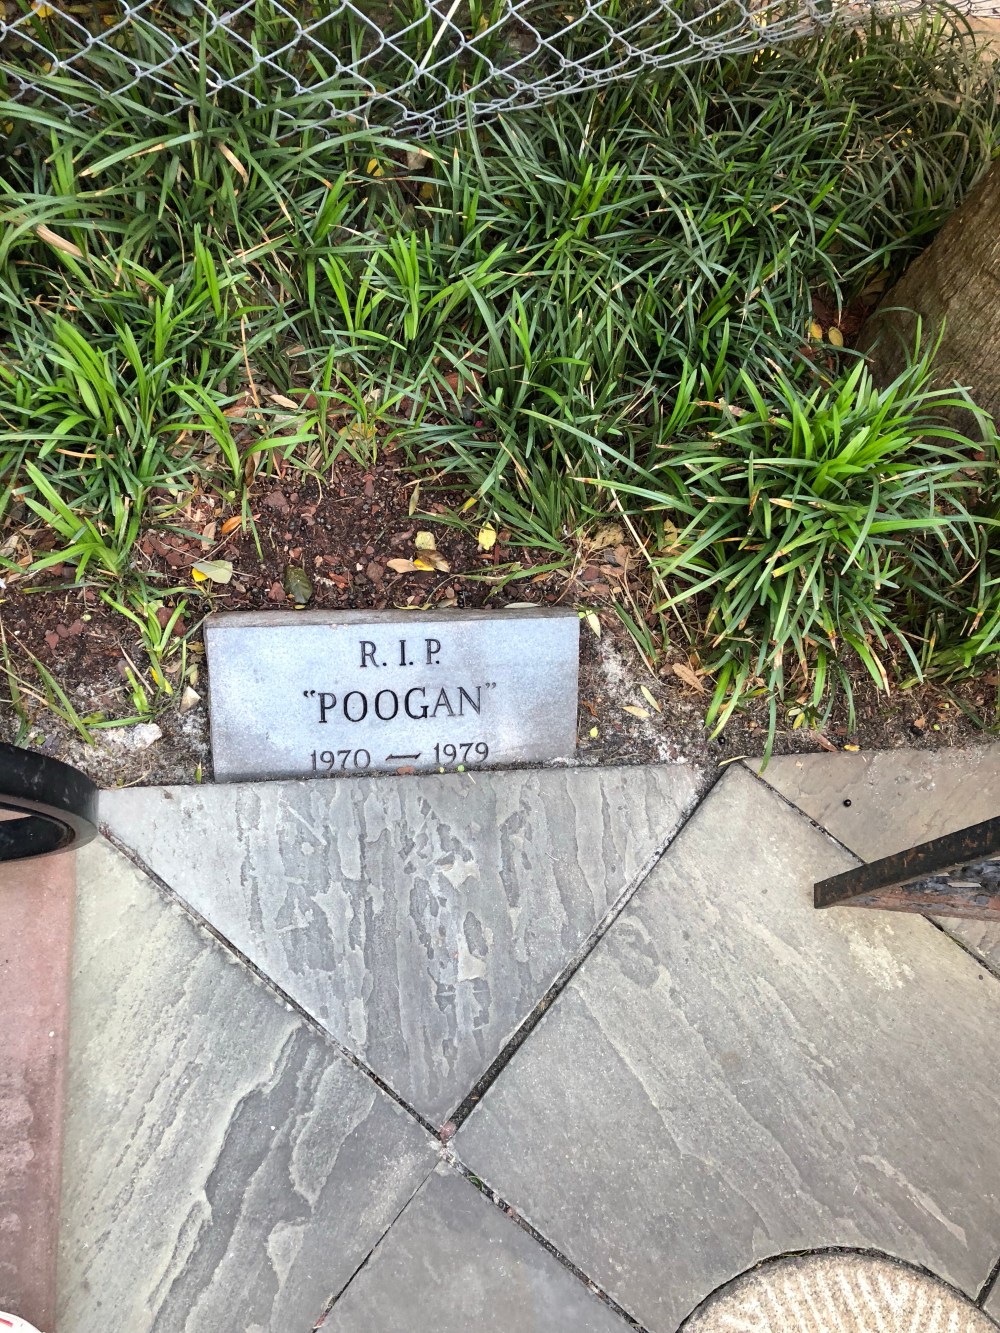 R. I. P.
"POOGAN"
1970 — 1979